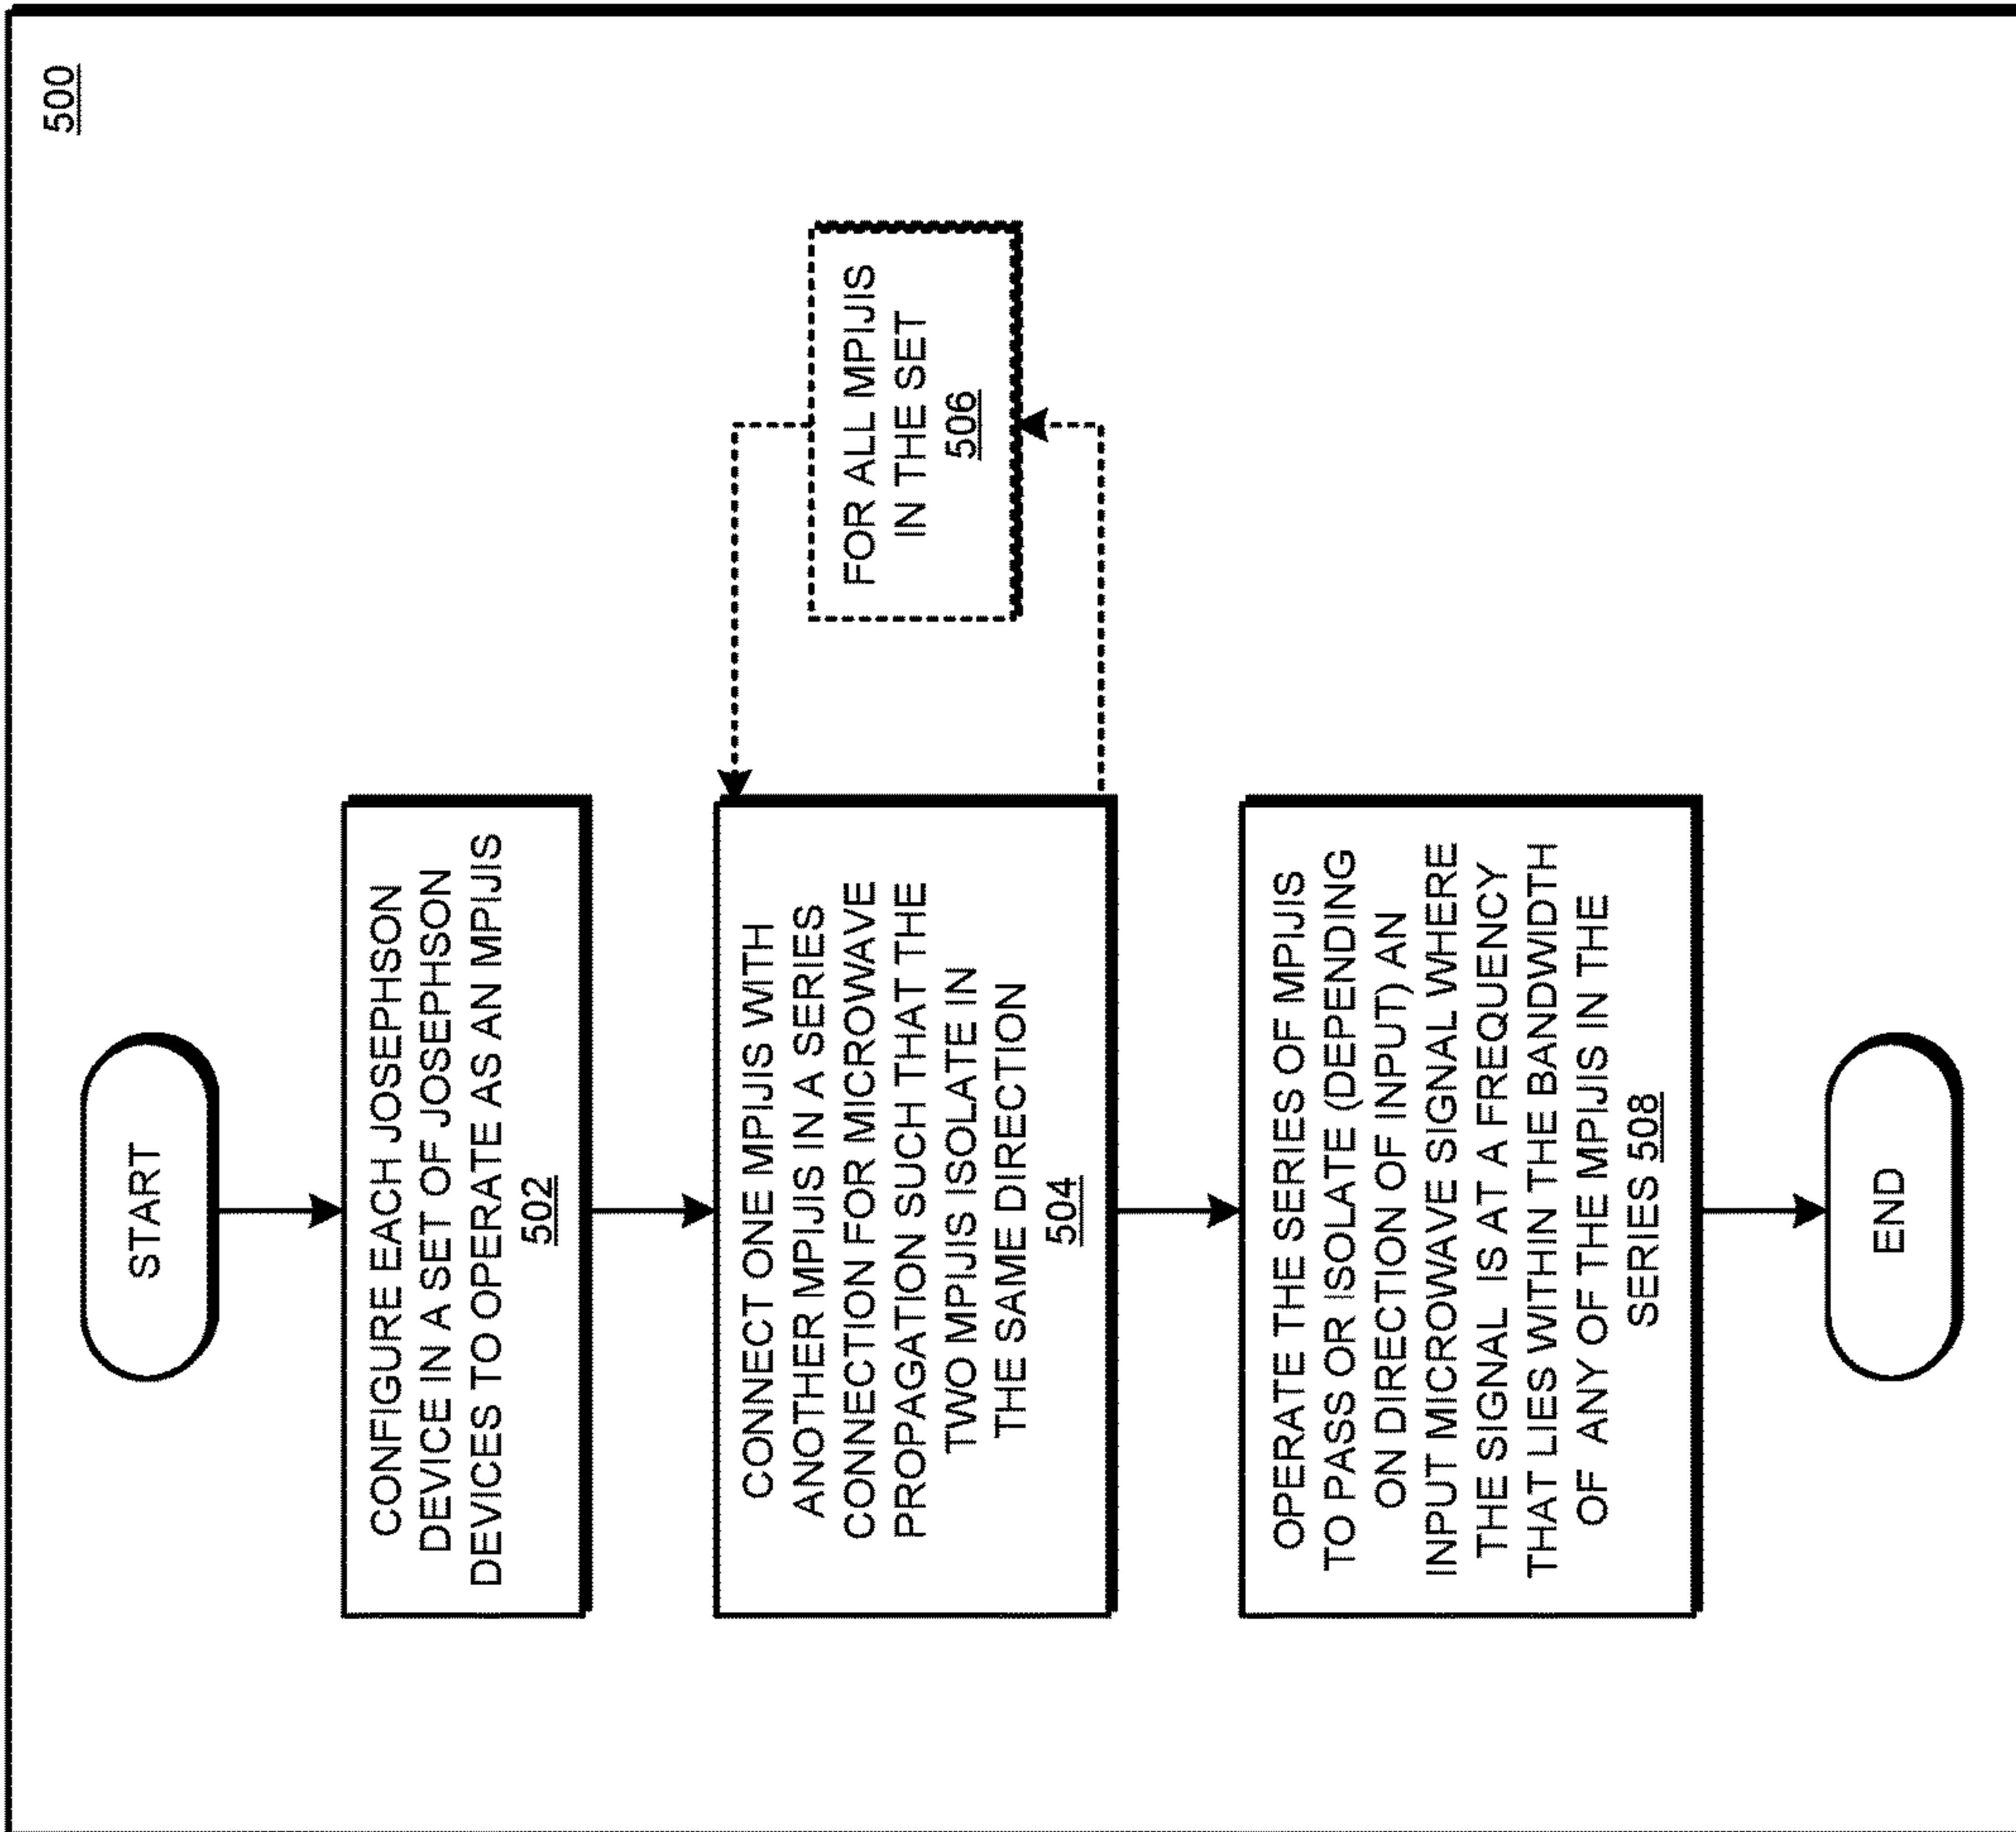 500
START
CONFIGURE EACH JOSEPHSON
DEVICE IN A SET OF JOSEPHSON
DEVICES TO OPERATE AS AN MPIJIS
502
CONNECT ONE MPIJIS WITH
ANOTHER MPIJIS IN A SERIES
CONNECTION FOR MICROWAVE
PROPAGATION SUCH THAT THE
TWO MPIJIS ISOLATE IN
THE SAME DIRECTION
504
FOR ALL MPIJIS
IN THE SET
506
OPERATE THE SERIES OF MPIJIS
TO PASS OR ISOLATE (DEPENDING
ON DIRECTION OF INPUT) AN
INPUT MICROWAVE SIGNAL WHERE
THE SIGNAL IS AT A FREQUENCY
THAT LIES WITHIN THE BANDWIDTH
OF ANY OF THE MPIJIS IN THE
SERIES 508
END